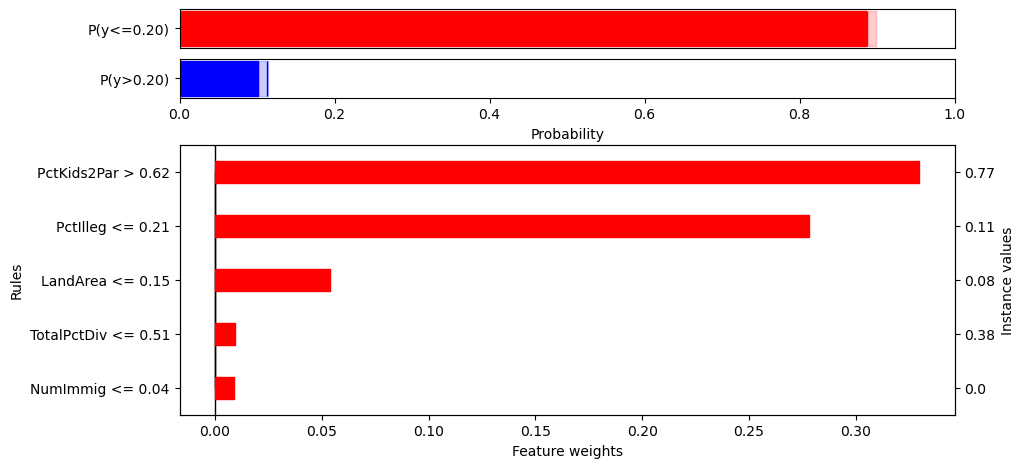 P(y<=0.20)
P(y>0.20)
0.0 0.2 0.4 0.6 0.8 1.0
Probability
PctKids2Par > 0.62 0.77
PctIlleg <= 0.21 0.11
LandArea <= 0.15 0.08
TotalPctDiv <= 0.51 0.38
NumImmig <= 0.04 0.0
Rules
Instance values
0.00 0.05 0.10 0.15 0.20 0.25 0.30
Feature weights